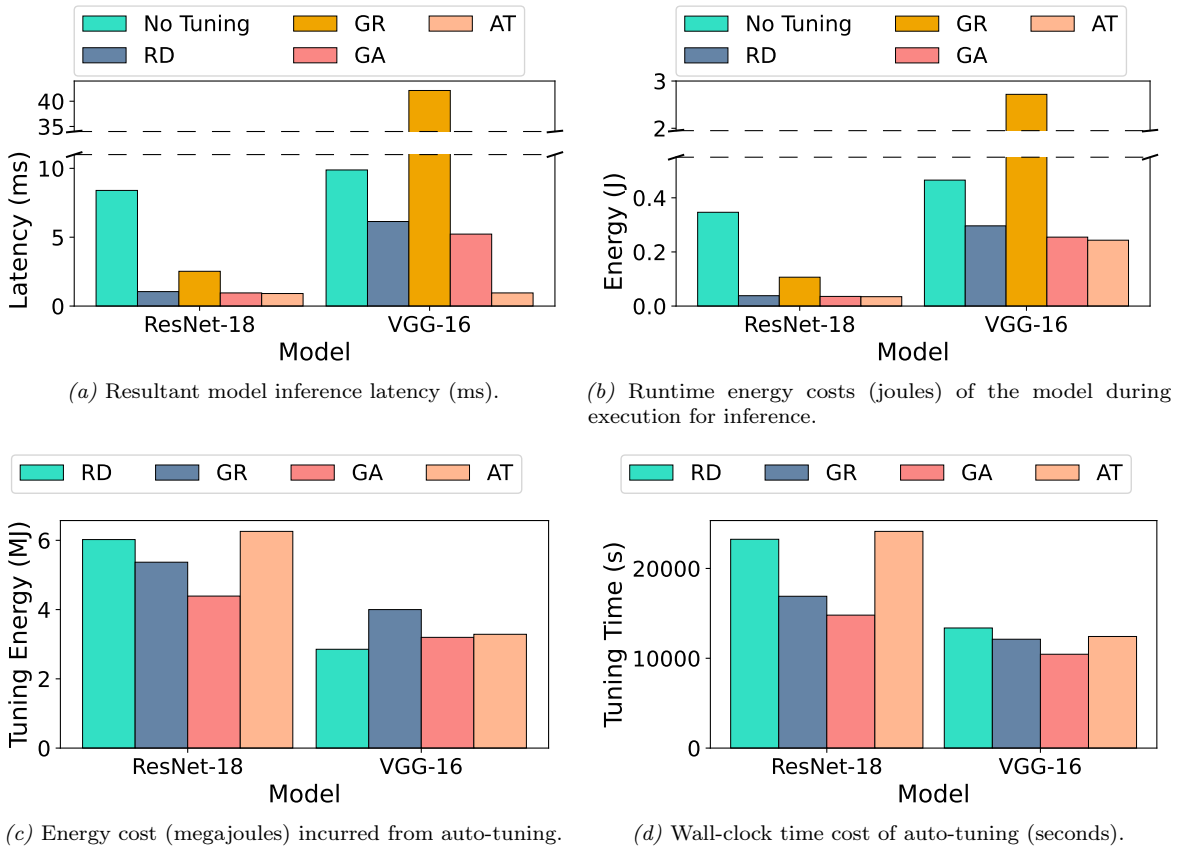 No Tuning GR AT
RD GA
40
35
10
5
0
Latency (ms)
ResNet-18 VGG-16
Model
(a) Resultant model inference latency (ms).
No Tuning GR AT
RD GA
3
2
0.4
0.2
0.0
Energy (J)
ResNet-18 VGG-16
Model
(b) Runtime energy costs (joules) of the model during
execution for inference.
RD GR GA AT
6
4
2
0
Tuning Energy (MJ)
ResNet-18 VGG-16
Model
(c) Energy cost (megajoules) incurred from auto-tuning.
RD GR GA AT
20000
10000
0
Tuning Time (s)
ResNet-18 VGG-16
Model
(d) Wall-clock time cost of auto-tuning (seconds).